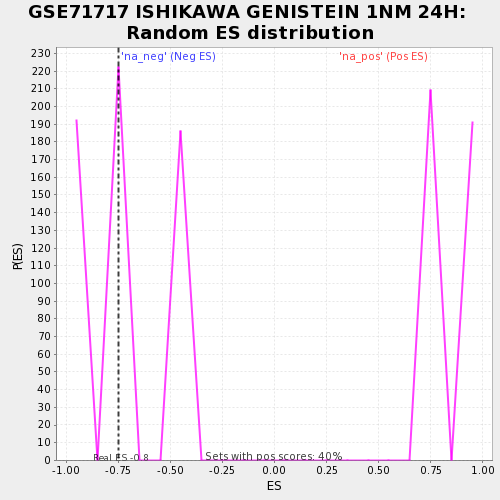 GSE71717 ISHIKAWA GENISTEIN 1NM 24H:
Random ES distribution
'na_neg' (Neg ES)
'na_pos' (Pos ES)
230
220
210
200
190
180
170
160
150
140
130
120
110
100
90
80
70
60
50
40
30
20
10
0
P(ES)
Real ES -0.8
Sets with pos scores: 40%
-1.00 -0.75 -0.50 -0.25 0.00 0.25 0.50 0.75 1.00
ES